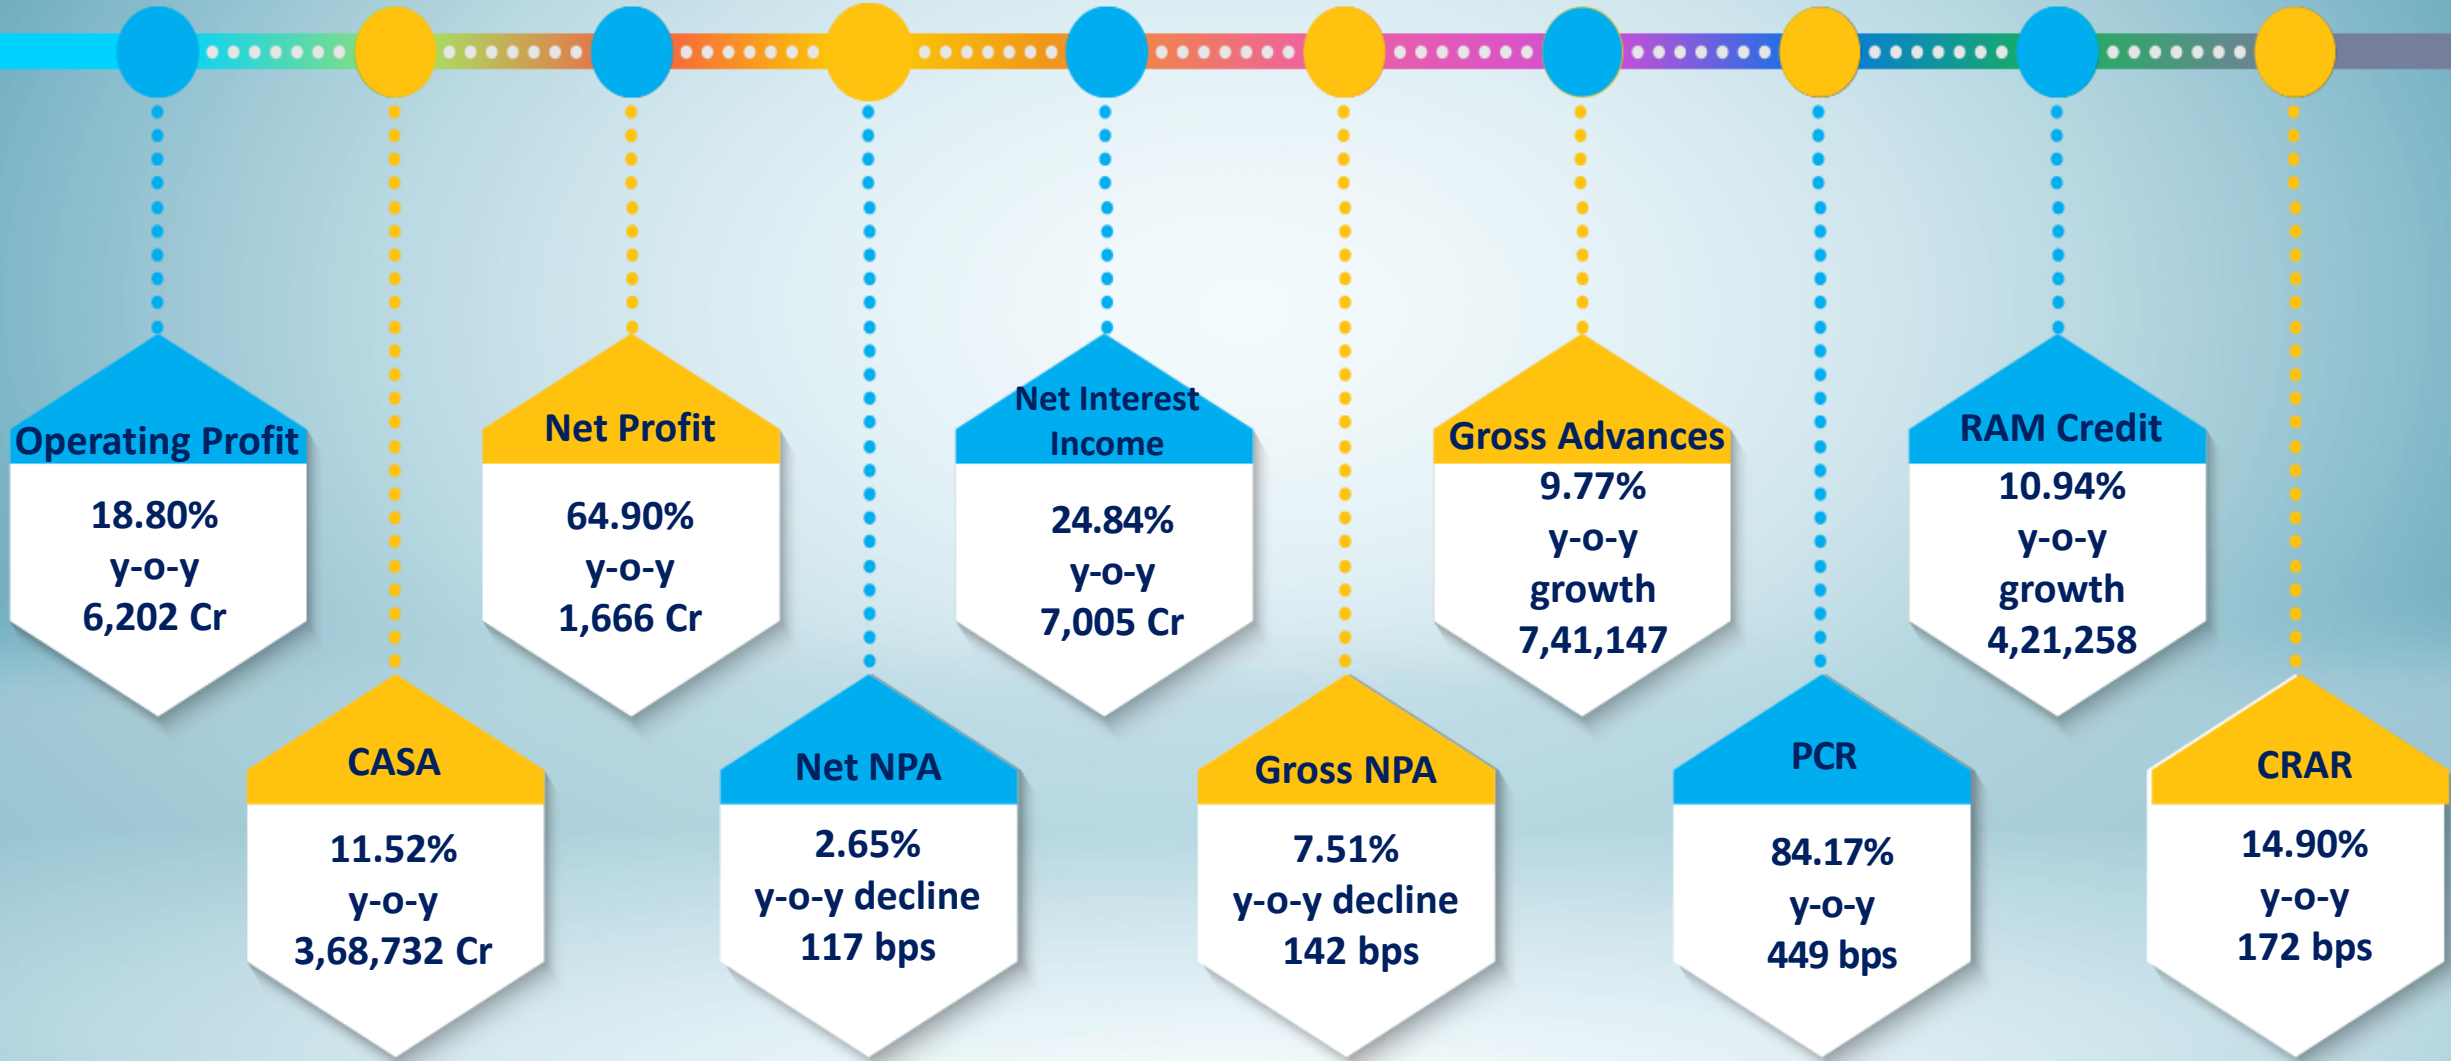 Operating Profit
18.80%
y-o-y
6,202 Cr
CASA
11.52%
y-o-y
3,68,732 Cr
Net Profit
64.90%
y-o-y
1,666 Cr
Net NPA
2.65%
y-o-y decline
117 bps
Net Interest
Income
24.84%
y-o-y
7,005 Cr
Gross NPA
7.51%
y-o-y decline
142 bps
Gross Advances
9.77%
y-o-y
growth
7,41,147
PCR
84.17%
y-o-y
449 bps
RAM Credit
10.94%
y-o-y
growth
4,21,258
CRAR
14.90%
y-o-y
172 bps